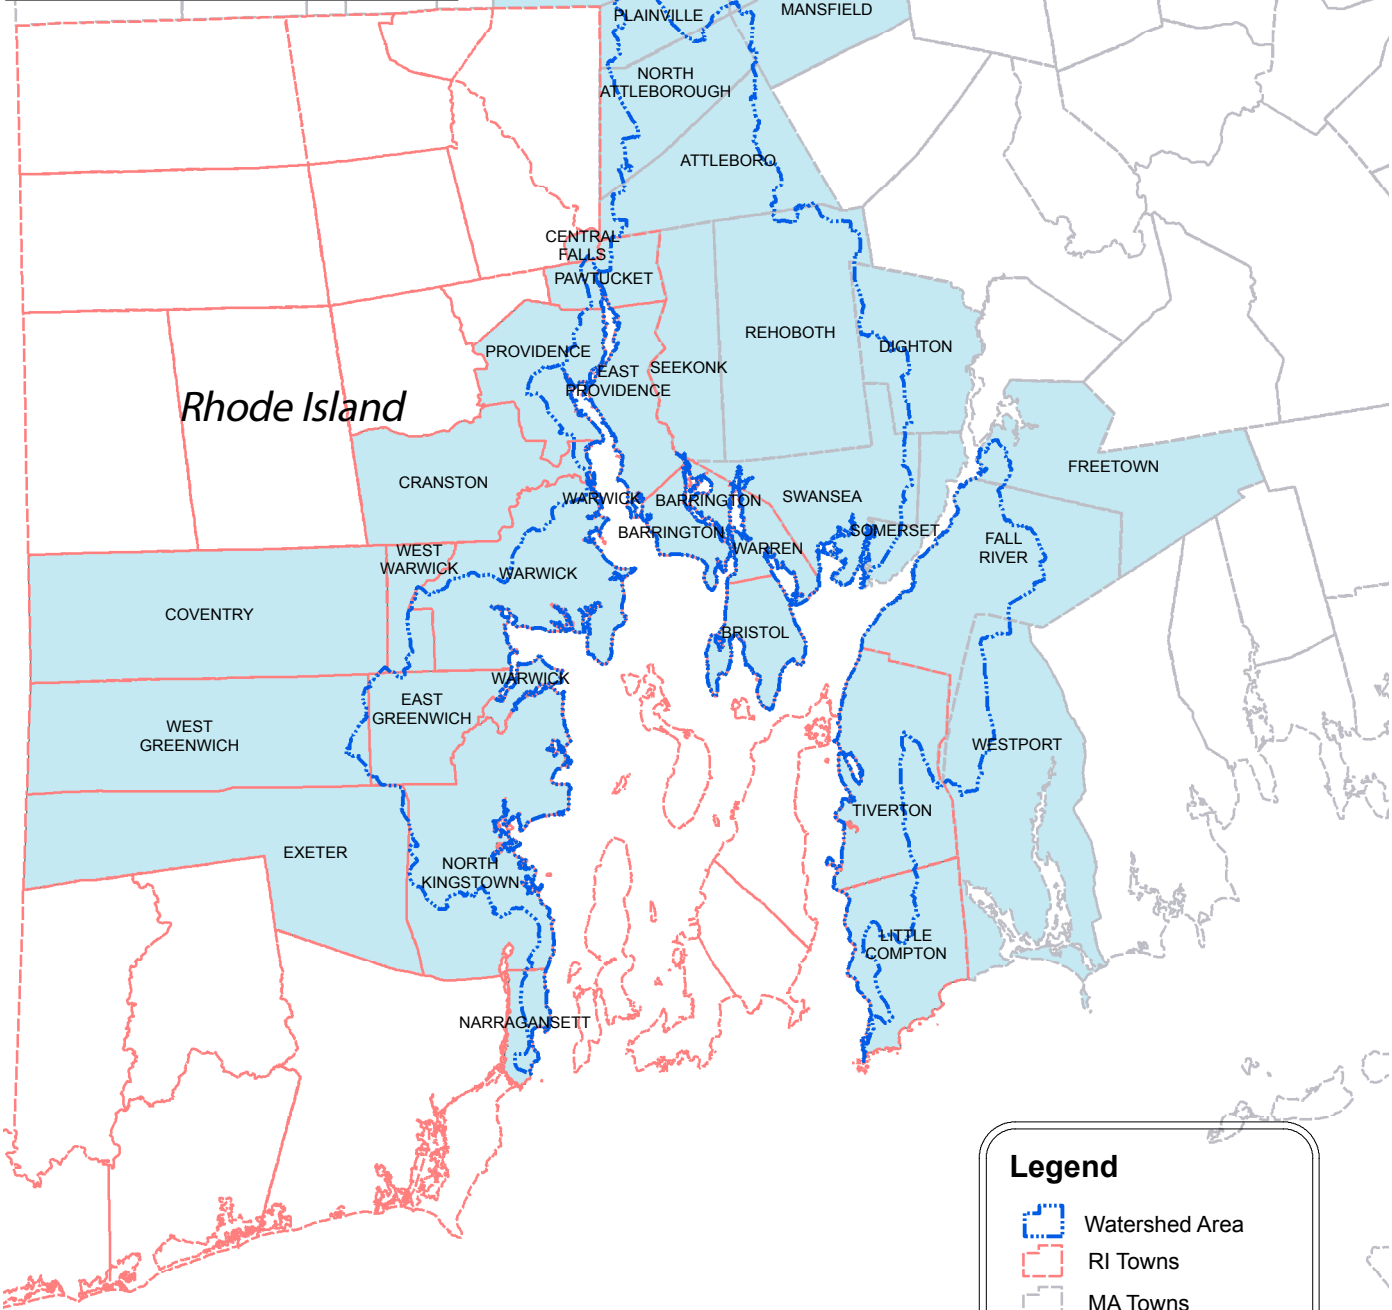 PLAINVILLE
MANSFIELD
NORTH
ATTLEBOROUGH
ATTLEBORO
CENTRAL
FALLS
PAWTUCKET
REHOBOTH
DIGHTON
PROVIDENCE
EAST
PROVIDENCE
SEEKONK
Rhode Island
FREETOWN
CRANSTON
WARWICK
BARRINGTON
SWANSEA
BARRINGTON
SOMERSET
FALL
RIVER
WEST
WARWICK
WARREN
WARWICK
COVENTRY
BRISTOL
WARWICK
EAST
GREENWICH
WEST
GREENWICH
WESTPORT
TIVERTON
EXETER
NORTH
KINGSTOWN
LITTLE
COMPTON
NARRAGANSETT
Legend
Watershed Area
RI Towns
MA Towns